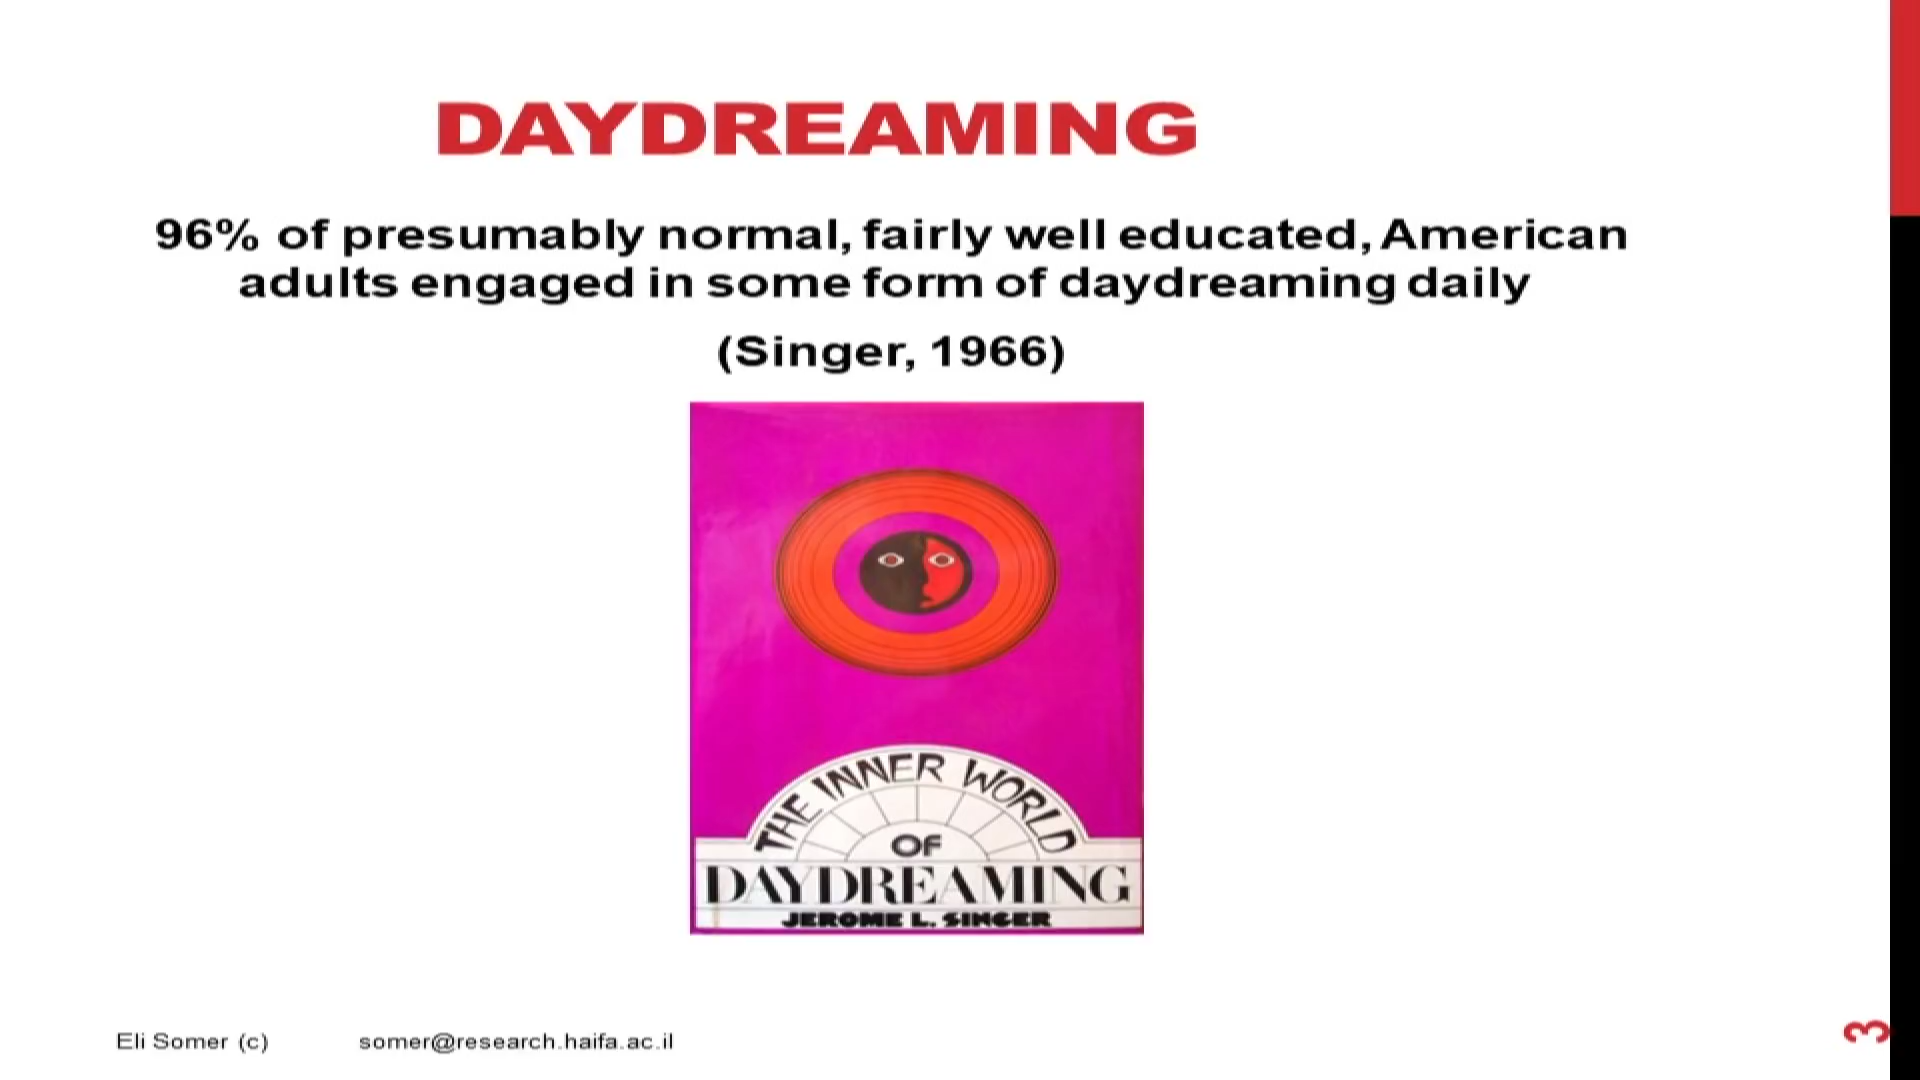 DAYDREAMING
96% of presumably normal, fairly well educated, American
adults engaged in some form of daydreaming daily
(Singer, 1966)
THE INNER WORLD
OF
DAYDREAMING
JEROME L. SINGER
Eli Somer (c) somer@research.haifa.ac.il
3